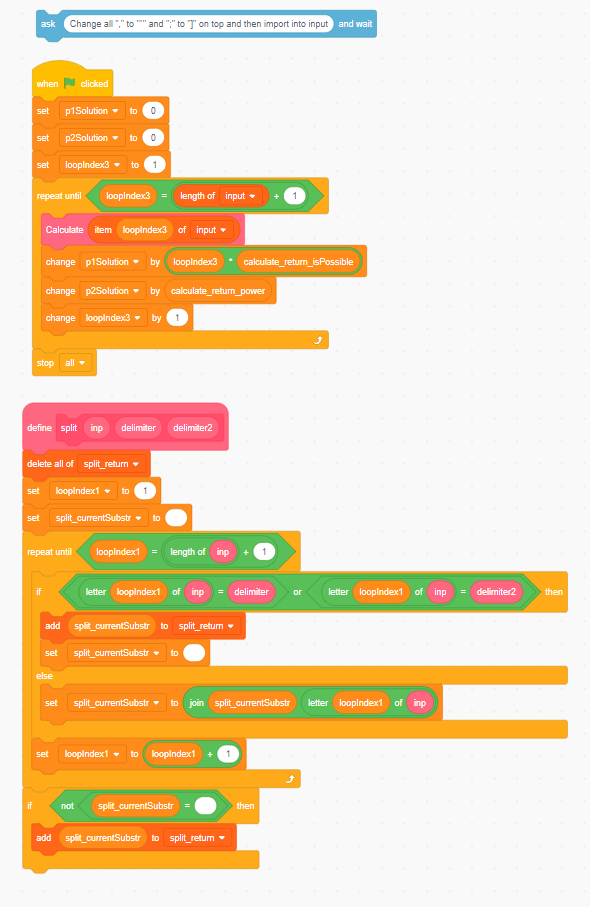 ask Change all "," to "`" and ";" to "]" on top and then import into input and wait
when clicked
set p1Solution to 0
set p2Solution to 0
set loopIndex3 to 1
repeat until loopIndex3 = length of input + 1
Calculate item loopIndex3 of input
change p1Solution by loopIndex3 * calculate_return_isPossible
change p2Solution by calculate_return_power
change loopIndex3 by 1
stop all
define split inp delimiter delimiter2
delete all of split_return
set loopIndex1 to 1
set split_currentSubstr to
repeat until loopIndex1 = length of inp + 1
if letter loopIndex1 of inp = delimiter or letter loopIndex1 of inp = delimiter2 then
add split_currentSubstr to split_return
set split_currentSubstr to
else
set split_currentSubstr to join split_currentSubstr letter loopIndex1 of inp
set loopIndex1 to loopIndex1 + 1
if not split_currentSubstr = then
add split_currentSubstr to split_return